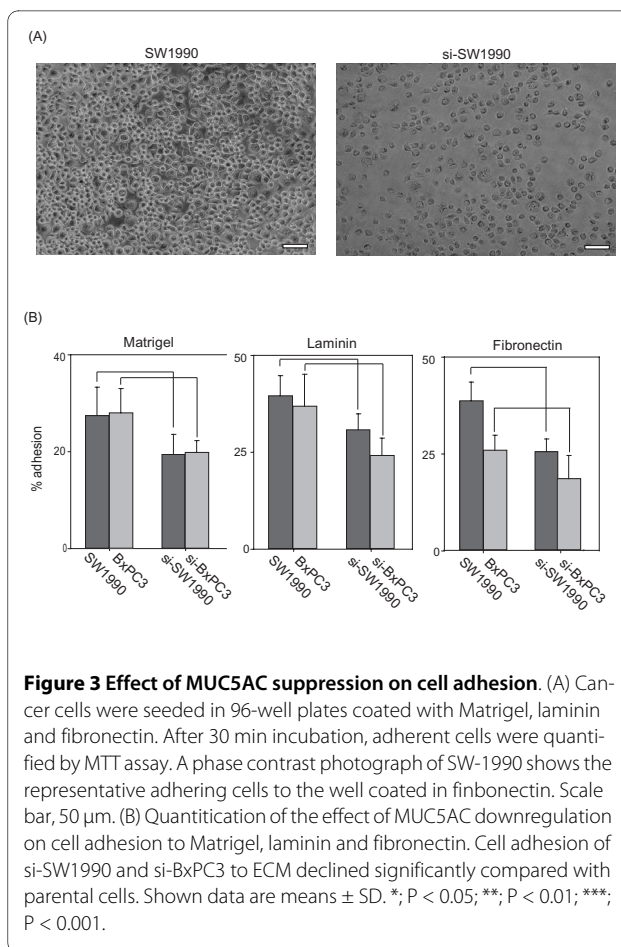 (A)
SW1990 si-SW1990
(B)
Matrigel Laminin Fibronectin
40 50 50
20 25 25
0 0 0
% adhesion
SW1990 BxPC3 si-SW1990 si-BxPC3 SW1990 BxPC3 si-SW1990 si-BxPC3 SW1990 BxPC3 si-SW1990 si-BxPC3
Figure 3 Effect of MUC5AC suppression on cell adhesion. (A) Can-
cer cells were seeded in 96-well plates coated with Matrigel, laminin
and fibronectin. After 30 min incubation, adherent cells were quanti-
fied by MTT assay. A phase contrast photograph of SW-1990 shows the
representative adhering cells to the well coated in finbonectin. Scale
bar, 50 μm. (B) Quantitication of the effect of MUC5AC downregulation
on cell adhesion to Matrigel, laminin and fibronectin. Cell adhesion of
si-SW1990 and si-BxPC3 to ECM declined significantly compared with
parental cells. Shown data are means ± SD. *; P < 0.05; **; P < 0.01; ***;
P < 0.001.